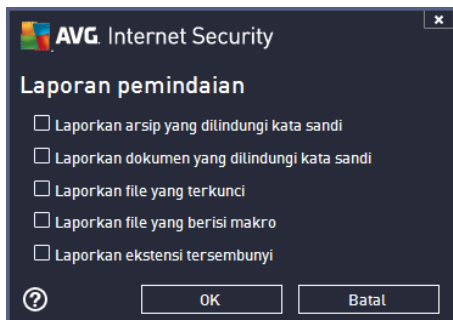 AVG. Internet Security
x
Laporan pemindaian
Laporkan arsip yang dilindungi kata sandi
Laporkan dokumen yang dilindungi kata sandi
Laporkan file yang terkunci
Laporkan file yang berisi makro
Laporkan ekstensi tersembunyi
?
OK
Batal